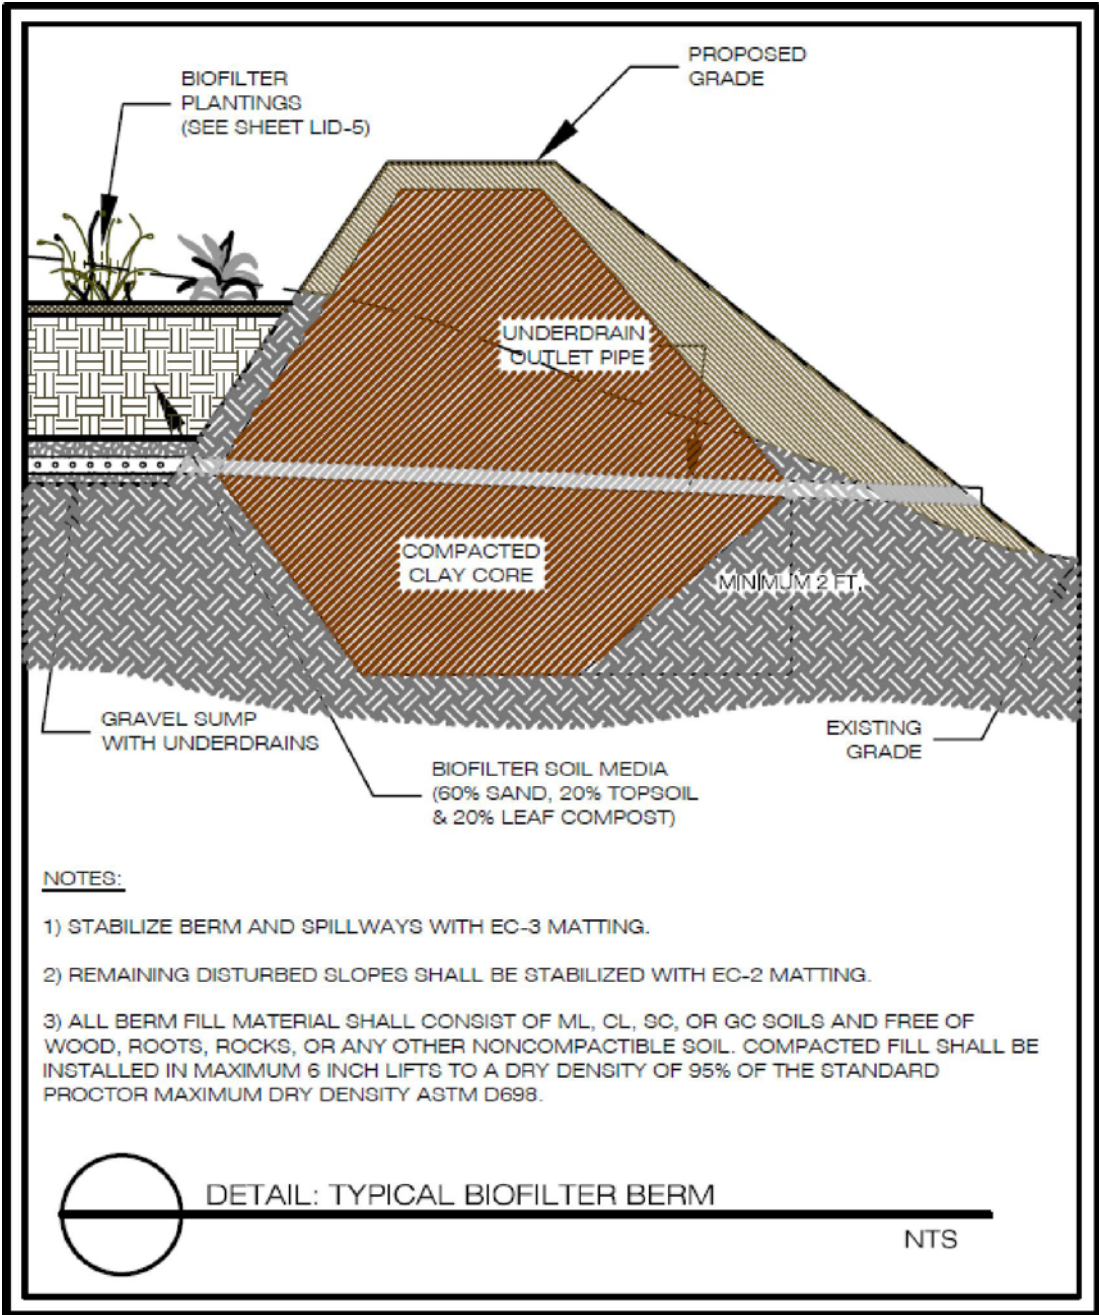 PROPOSED
GRADE
BIOFILTER
PLANTINGS
(SEE SHEET LID-5)
UNDERDRAIN
OUTLET PIPE
COMPACTED
CLAY CORE
MINIMUM 2 FT.
GRAVEL SUMP
WITH UNDERDRAINS
EXISTING
GRADE
BIOFILTER SOIL MEDIA
(60% SAND, 20% TOPSOIL
& 20% LEAF COMPOST)
NOTES:
1) STABILIZE BERM AND SPILLWAYS WITH EC-3 MATTING.
2) REMAINING DISTURBED SLOPES SHALL BE STABILIZED WITH EC-2 MATTING.
3) ALL BERM FILL MATERIAL SHALL CONSIST OF ML, CL, SC, OR GC SOILS AND FREE OF
WOOD, ROOTS, ROCKS, OR ANY OTHER NONCOMPACTIBLE SOIL. COMPACTED FILL SHALL BE
INSTALLED IN MAXIMUM 6 INCH LIFTS TO A DRY DENSITY OF 95% OF THE STANDARD
PROCTOR MAXIMUM DRY DENSITY ASTM D698.
DETAIL: TYPICAL BIOFILTER BERM
NTS